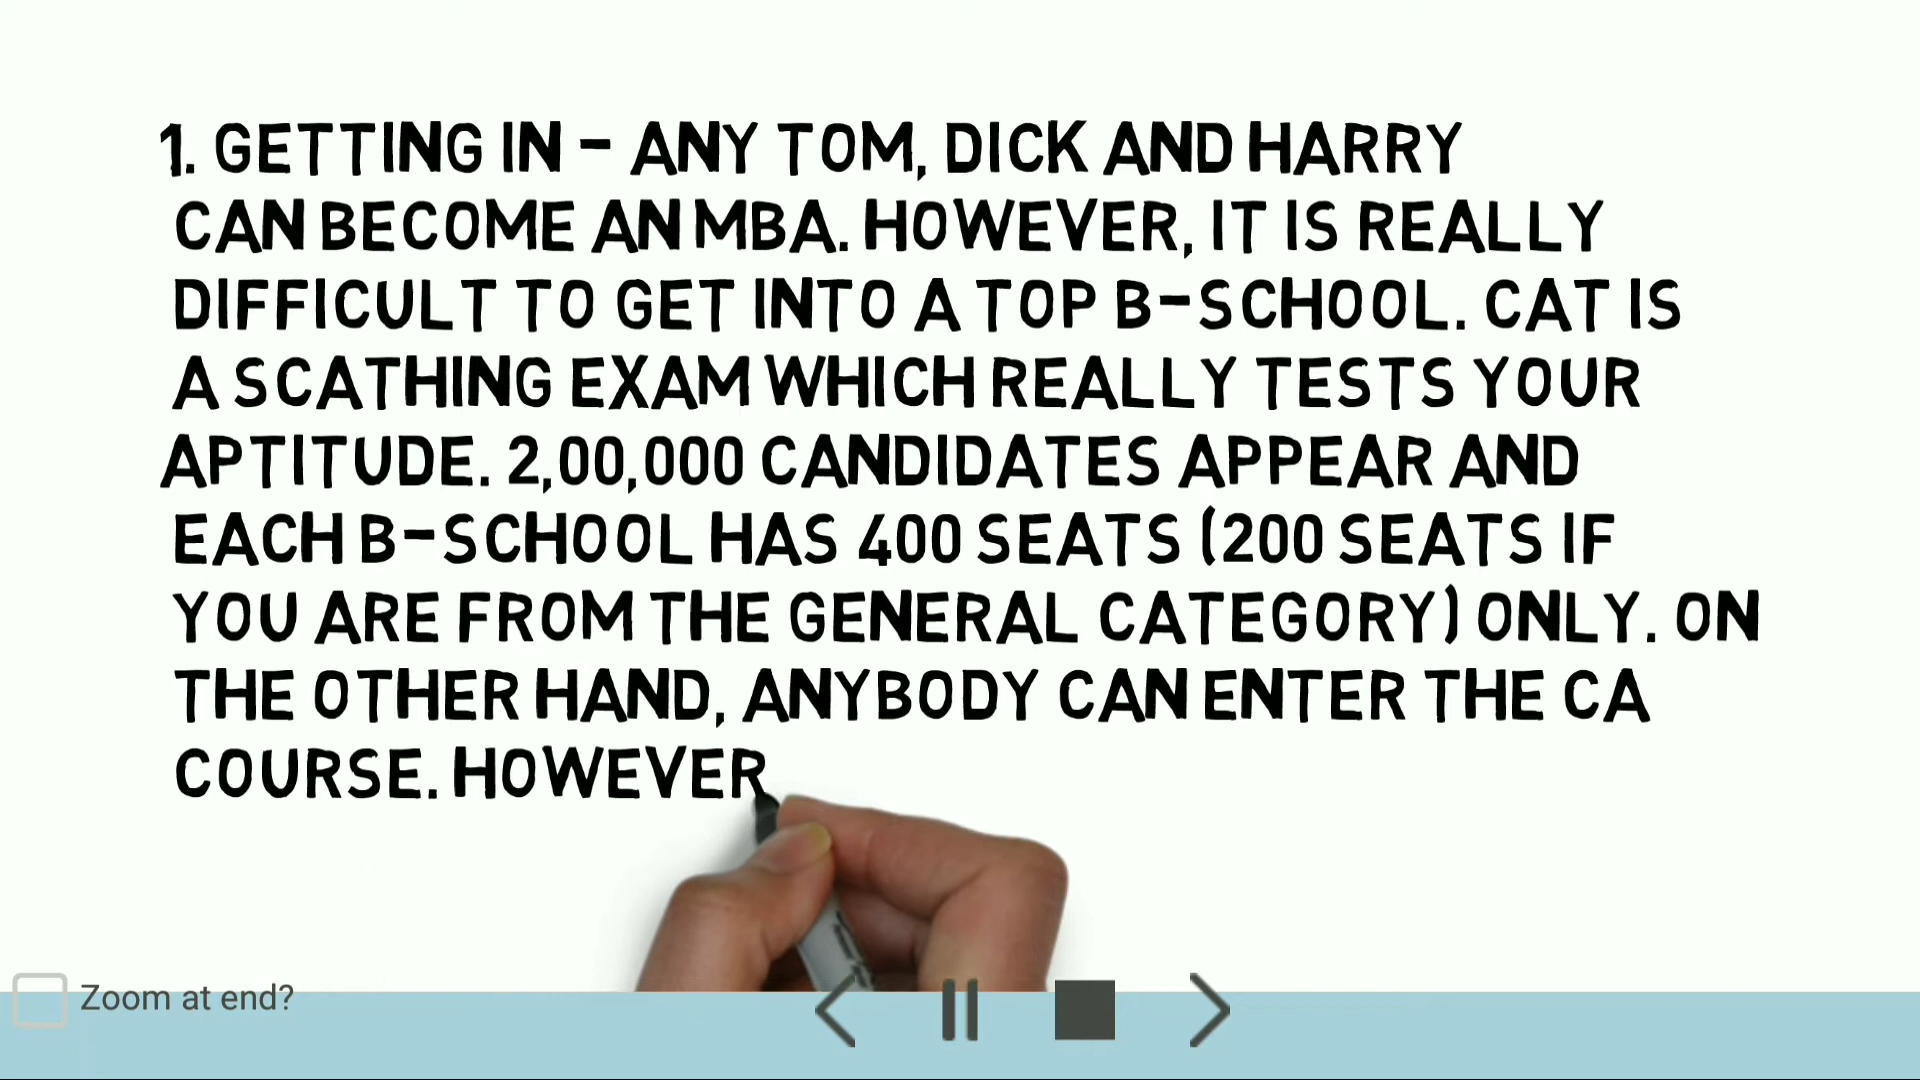 1. GETTING IN - ANY TOM, DICK AND HARRY
CAN BECOME AN MBA. HOWEVER, IT IS REALLY
DIFFICULT TO GET INTO A TOP B-SCHOOL. CAT IS
A SCATHING EXAM WHICH REALLY TESTS YOUR
APTITUDE. 2,00,000 CANDIDATES APPEAR AND
EACH B-SCHOOL HAS 400 SEATS (200 SEATS IF
YOU ARE FROM THE GENERAL CATEGORY) ONLY. ON
THE OTHER HAND, ANYBODY CAN ENTER THE CA
COURSE. HOWEVER
Zoom at end?